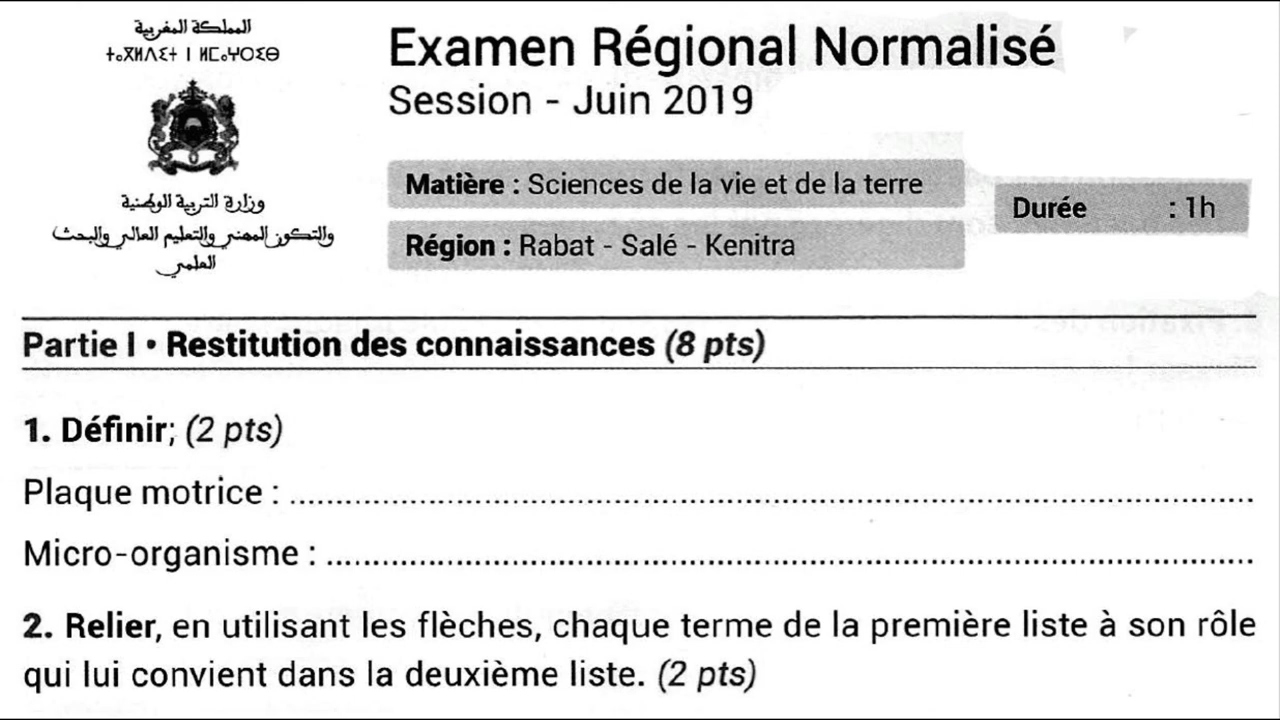 المملكة المغربية
ⵜⴰⴳⵍⴷⵉⵜ ⵏ ⵍⵎⴰⵖⵔⵉⴱ
وزارة التربية الوطنية
والتكوين المهني والتعليم العالي والبحث
العلمي
Examen Régional Normalisé
Session - Juin 2019
Matière : Sciences de la vie et de la terre
Région : Rabat - Salé - Kenitra
Durée : 1h
Partie I • Restitution des connaissances (8 pts)
1. Définir; (2 pts)
Plaque motrice : ........................................................................
Micro-organisme : ........................................................................
2. Relier, en utilisant les flèches, chaque terme de la première liste à son rôle
qui lui convient dans la deuxième liste. (2 pts)